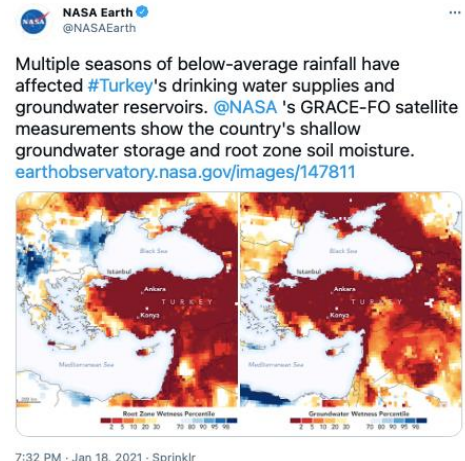 NASA Earth
@NASAEarth
Multiple seasons of below-average rainfall have
affected #Turkey's drinking water supplies and
groundwater reservoirs. @NASA 's GRACE-FO satellite
measurements show the country's shallow
groundwater storage and root zone soil moisture.
earthobservatory.nasa.gov/images/147811
Black Sea
Istanbul
Ankara
TURKEY
Konya
Mediterranean Sea
Root Zone Wetness Percentile
2 5 10 20 30 70 80 90 95 98
Black Sea
Istanbul
Ankara
TURKEY
Konya
Mediterranean Sea
Groundwater Wetness Percentile
2 5 10 20 30 70 80 90 95 98
7:32 PM · Jan 18, 2021 · Sprinklr